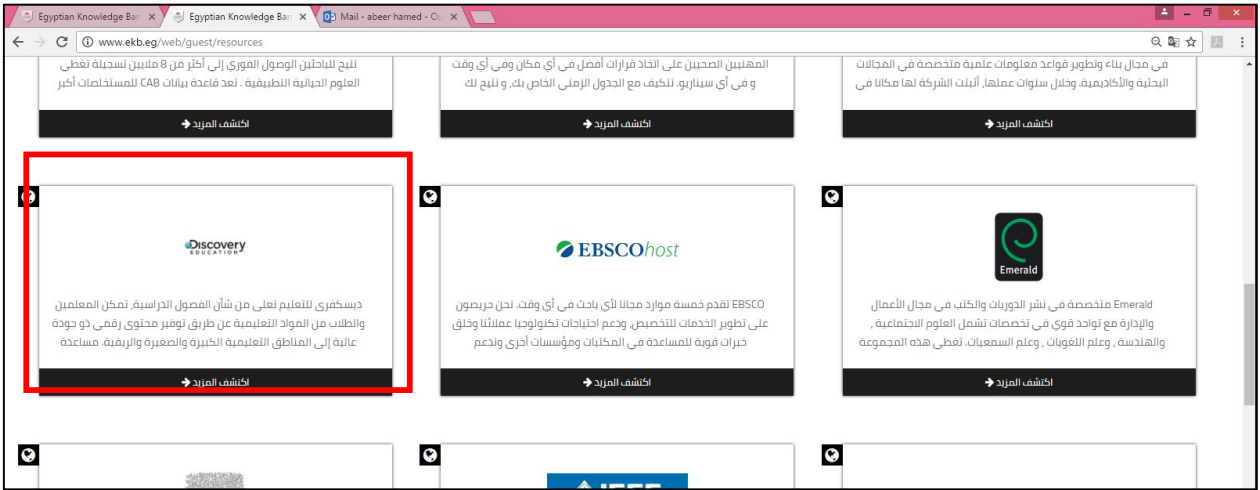 Egyptian Knowledge Ban
Egyptian Knowledge Ban
Mail - abeer hamed - Ou
www.ekb.eg/web/guest/resources
في مجال بناء وتطوير قواعد معلومات علمية متخصصة في المجالات
البحثية والأكاديمية. وخلال سنوات عملها, أثبتت الشركة لها مكانا في
اكتشف المزيد
المهنيين الصحيين على اتخاذ قرارات أفضل في أي مكان وفي أي وقت
و في أي سيناريو. تتكيف مع الجدول الزمني الخاص بك, و تتيح لك
اكتشف المزيد
تتيح للباحثين الوصول الفوري إلى أكثر من 8 ملايين تسجيلة تغطي
العلوم الحياتية التطبيقية . تعد قاعدة بيانات CAB للمستخلصات أكبر
اكتشف المزيد
Emerald
Emerald متخصصة في نشر الدوريات والكتب في مجال الأعمال
والإدارة مع تواجد قوي في تخصصات تشمل العلوم الاجتماعية ,
والهندسة , وعلم اللغويات , وعلم السمعيات. تغطي هذه المجموعة
اكتشف المزيد
EBSCOhost
EBSCO تقدم خمسة موارد مجانا لأي باحث في أي وقت. نحن حريصون
على تطوير الخدمات للتخصيص, ودعم احتياجات تكنولوجيا عملائنا وخلق
خبرات قوية للمساعدة في المكتبات ومؤسسات أخرى وندعم
اكتشف المزيد
Discovery
EDUCATION
ديسكفرى للتعليم تعلى من شأن الفصول الدراسية, تمكن المعلمين
والطلاب من المواد التعليمية عن طريق توفير محتوى رقمي ذو جودة
عالية إلى المناطق التعليمية الكبيرة والصغيرة والريفية. مساعدة
اكتشف المزيد
IEEE